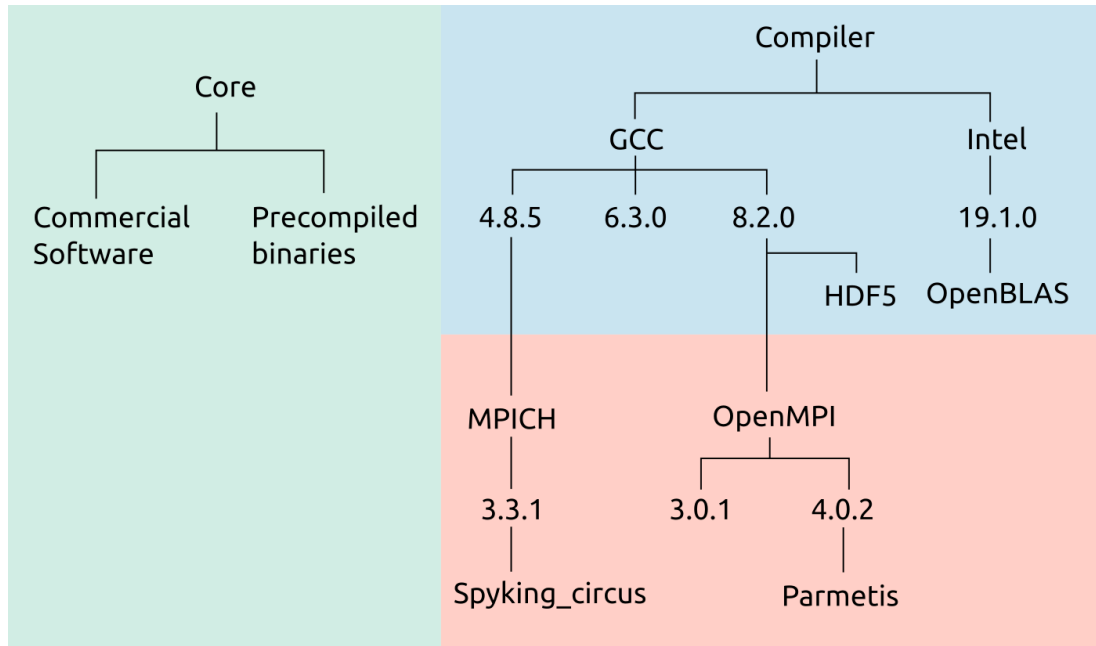 Core
Commercial
Software
Precompiled
binaries
Compiler
GCC
Intel
4.8.5
6.3.0
8.2.0
19.1.0
HDF5
OpenBLAS
MPICH
OpenMPI
3.3.1
3.0.1
4.0.2
Spyking_circus
Parmetis